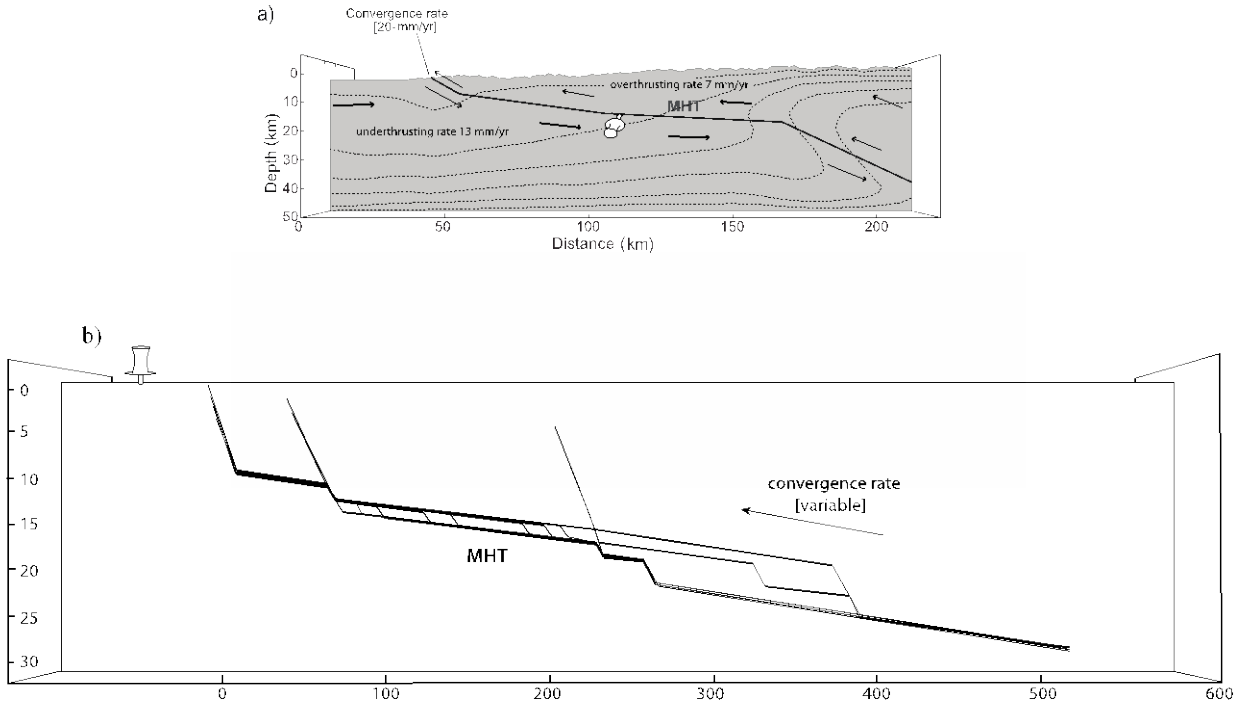 a)
Convergence rate
[20-mm/yr]
0
10
20
30
40
50
Depth (km)
overthrusting rate 7 mm/yr
MHT
underthrusting rate 13 mm/yr
0
50
100
150
200
Distance (km)
b)
0
5
10
15
20
25
30
convergence rate
[variable]
MHT
0
100
200
300
400
500
600